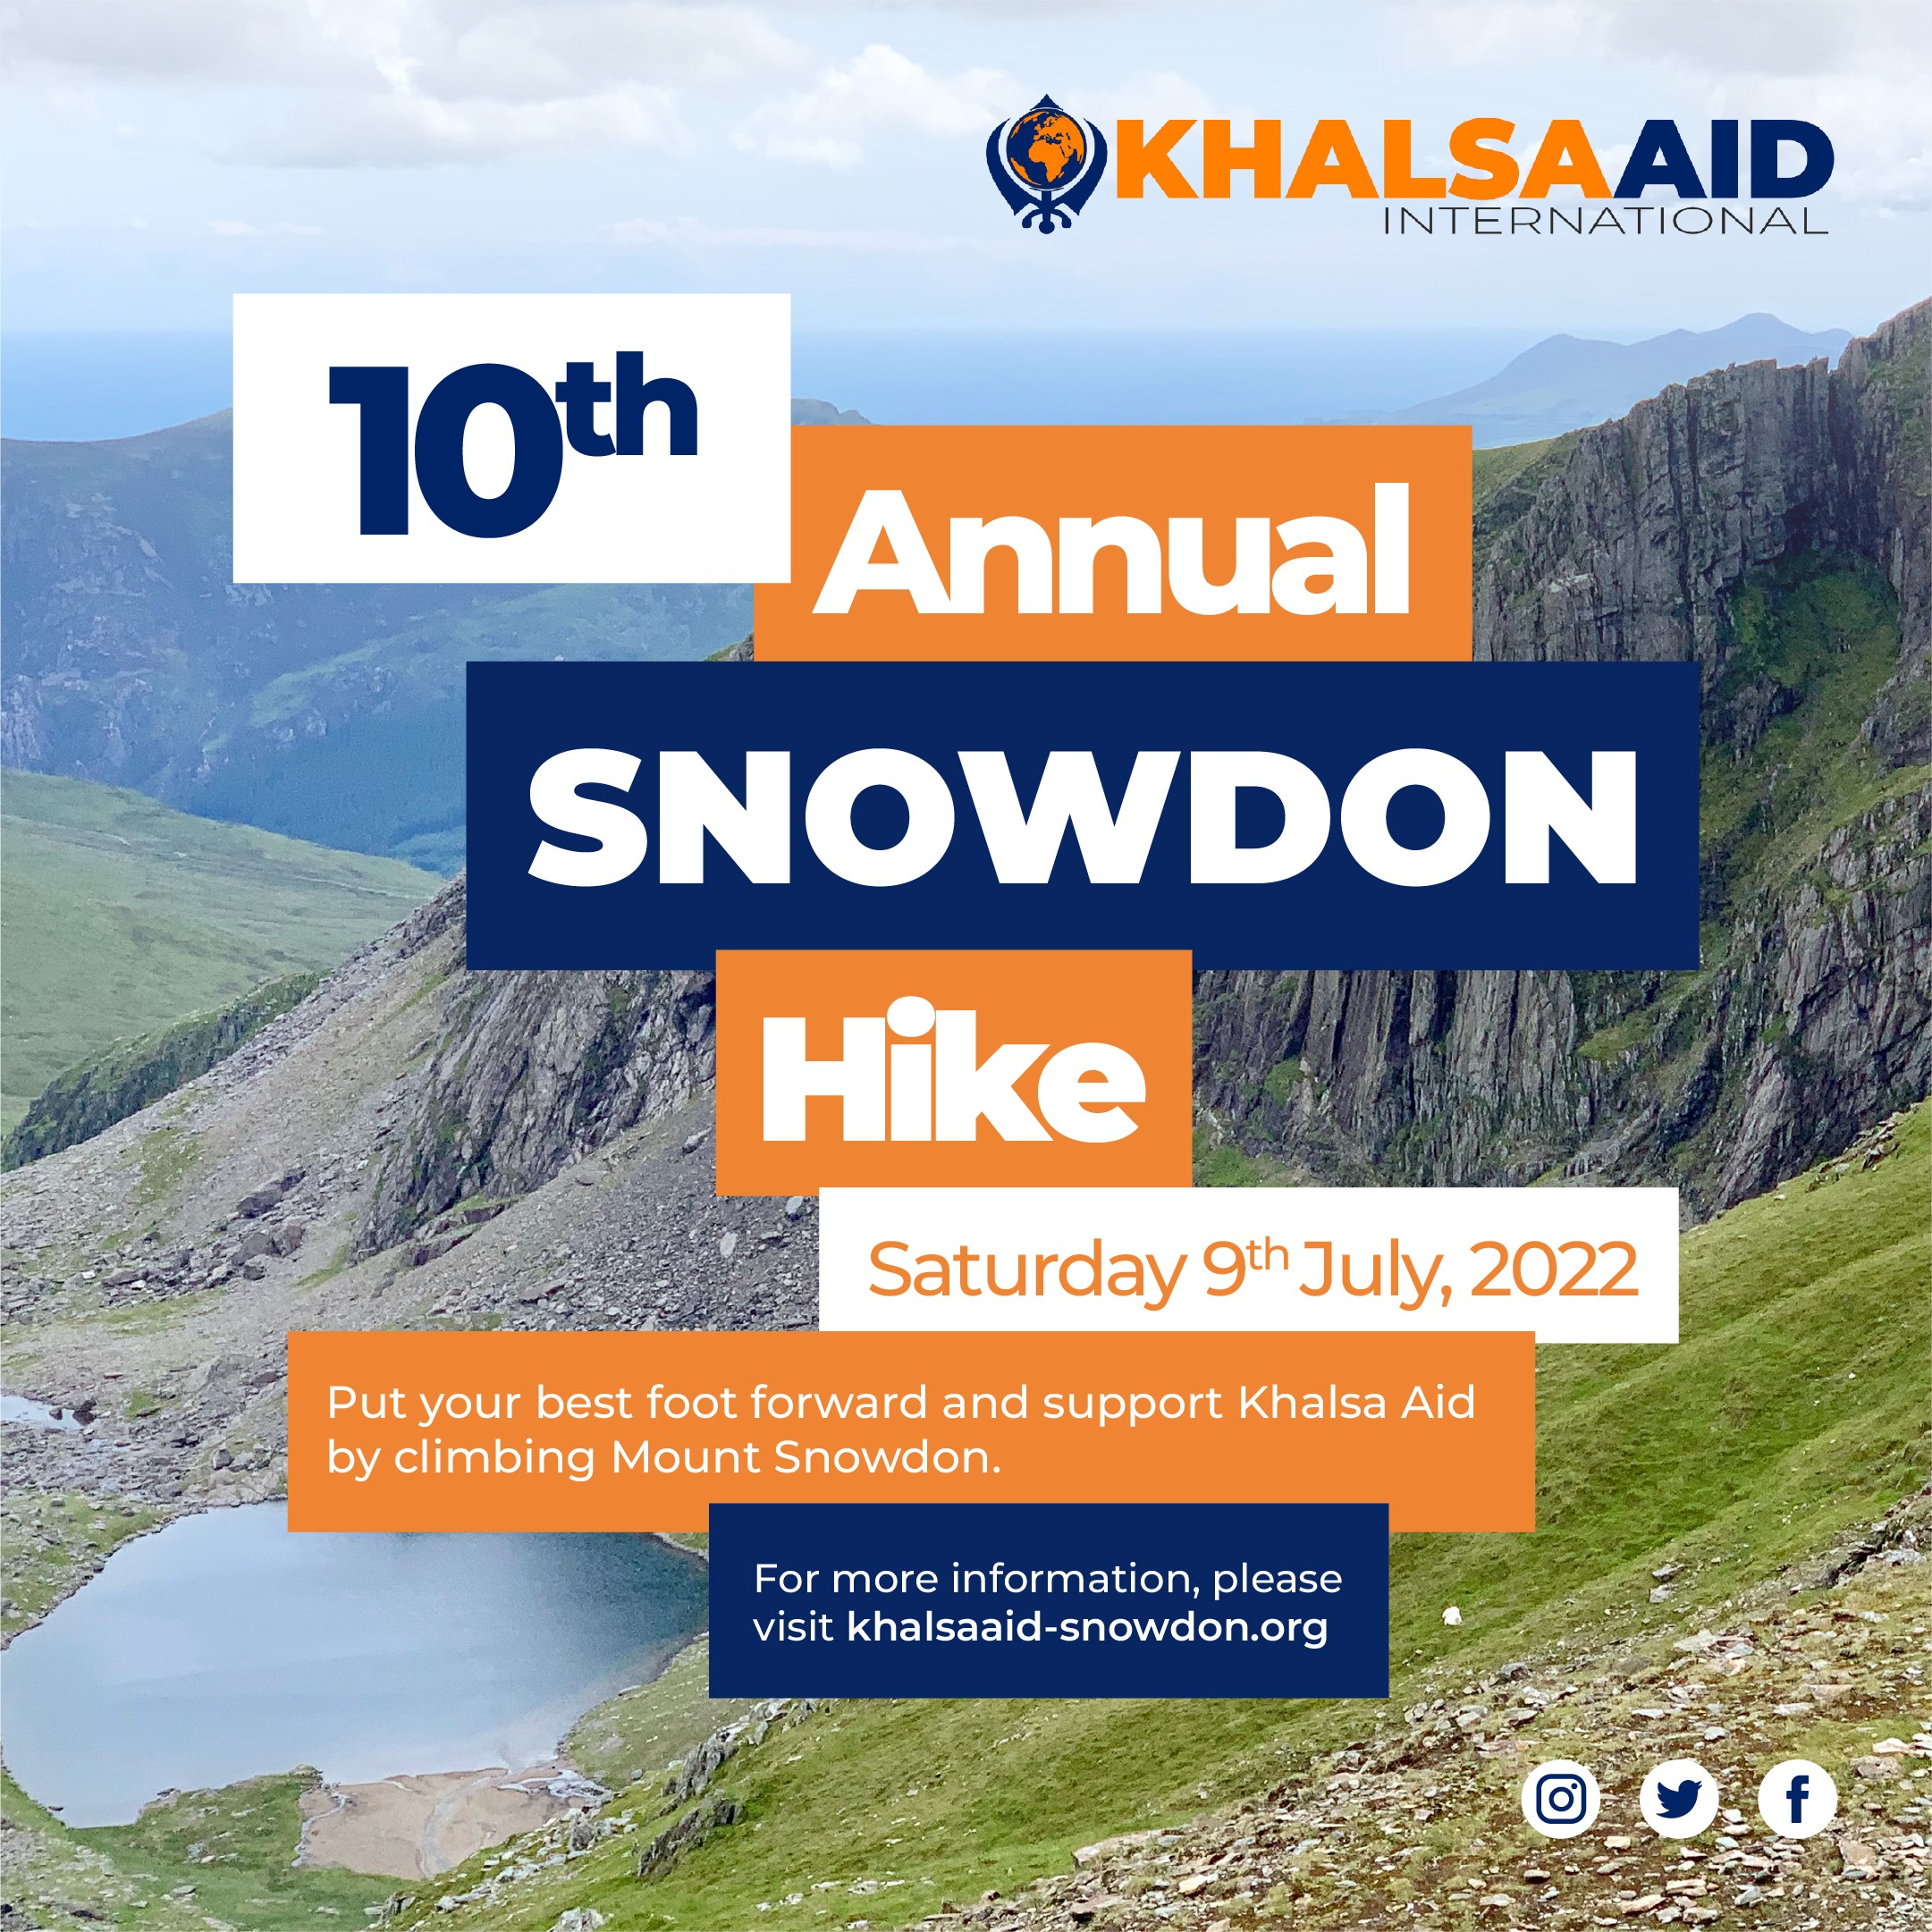 KHALSAAID
INTERNATIONAL
10th
Annual
SNOWDON
Hike
Saturday 9th July, 2022
Put your best foot forward and support Khalsa Aid
by climbing Mount Snowdon.
For more information, please
visit khalsaaid-snowdon.org